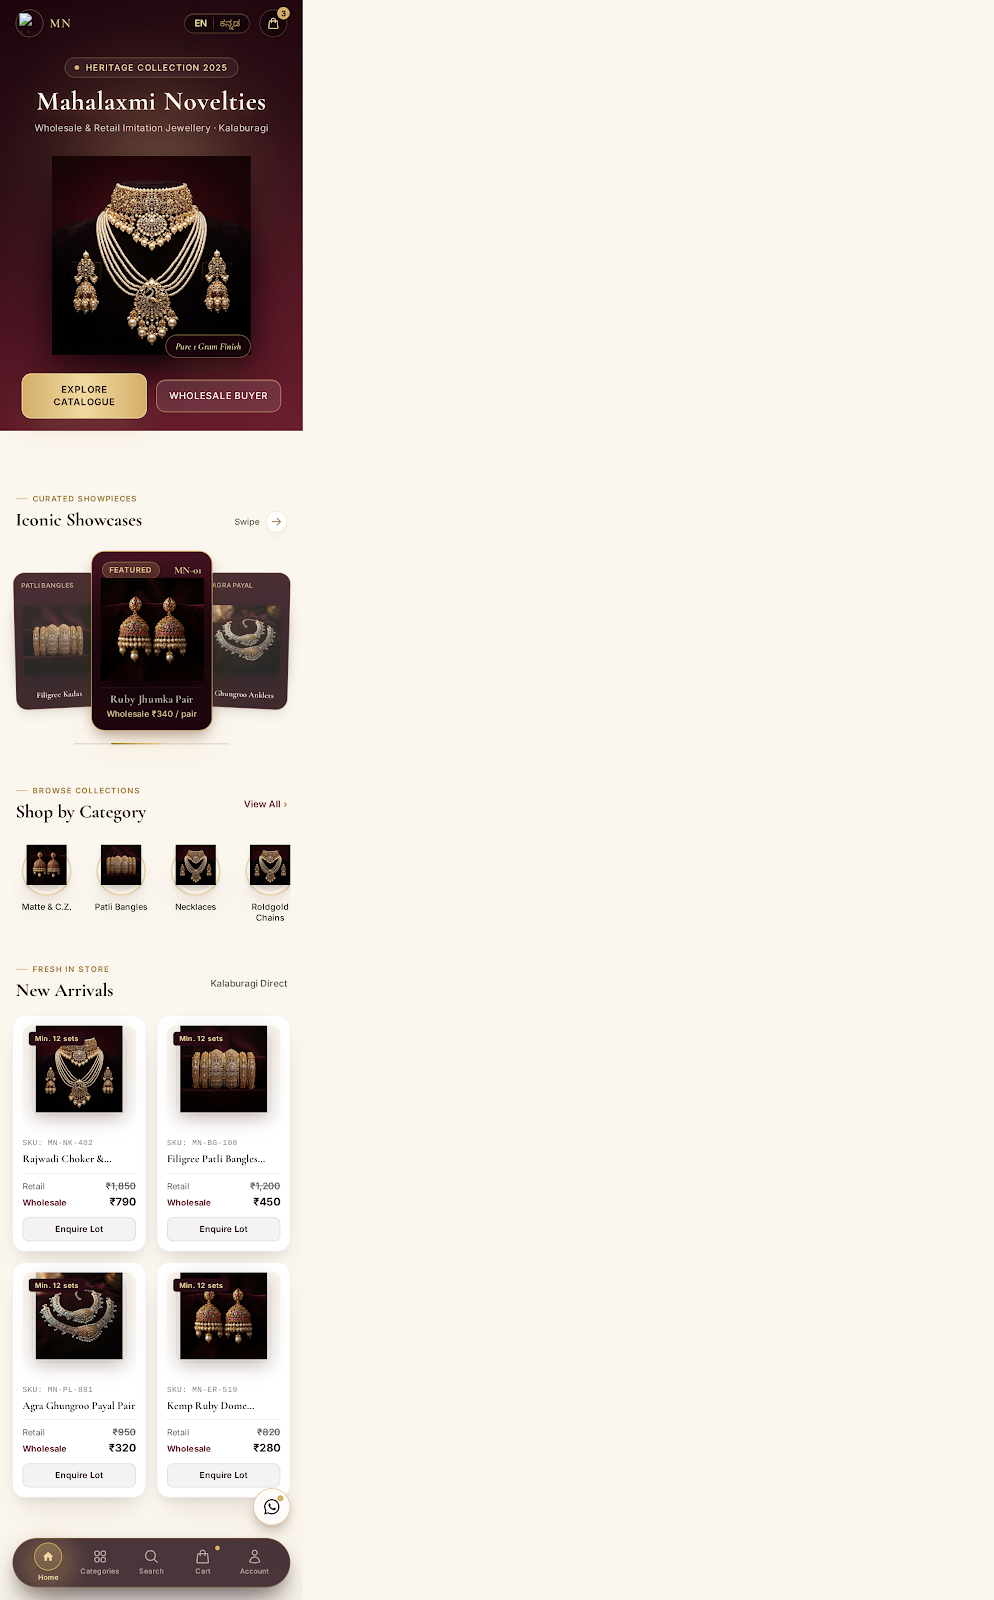 MN
EN
ಕನ್ನಡ
3
HERITAGE COLLECTION 2025
Mahalaxmi Novelties
Wholesale & Retail Imitation Jewellery · Kalaburagi
Pure 1 Gram Finish
EXPLORE
CATALOGUE
WHOLESALE BUYER
CURATED SHOWPIECES
Iconic Showcases
Swipe
PATLI BANGLES
FEATURED
MN-01
AGRA PAYAL
Filigree Kadas
Ruby Jhumka Pair
Ghungroo Anklets
Wholesale ₹340 / pair
BROWSE COLLECTIONS
Shop by Category
View All ›
Matte & C.Z.
Patli Bangles
Necklaces
Roldgold
Chains
FRESH IN STORE
New Arrivals
Kalaburagi Direct
Min. 12 sets
SKU: MN-NK-402
Rajwadi Choker &...
Retail ₹1,850
Wholesale ₹790
Enquire Lot
Min. 12 sets
SKU: MN-BG-108
Filigree Patli Bangles...
Retail ₹1,200
Wholesale ₹450
Enquire Lot
Min. 12 sets
SKU: MN-PL-881
Agra Ghungroo Payal Pair
Retail ₹950
Wholesale ₹320
Enquire Lot
Min. 12 sets
SKU: MN-ER-519
Kemp Ruby Dome...
Retail ₹820
Wholesale ₹280
Enquire Lot
Home
Categories
Search
Cart
Account